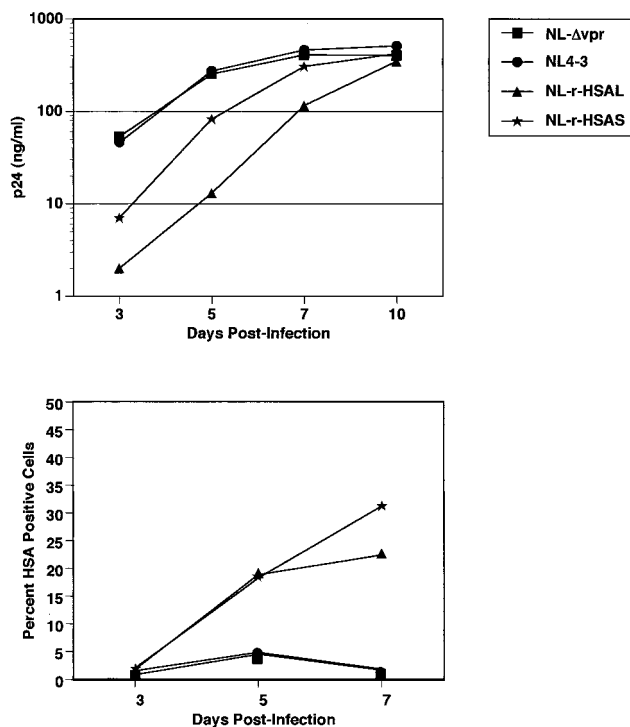 1000
100
10
1
p24 (ng/ml)
3 5 7 10
Days Post-Infection
NL-Δvpr
NL4-3
NL-r-HSAL
NL-r-HSAS
50
45
40
35
30
25
20
15
10
5
0
Percent HSA Positive Cells
3 5 7
Days Post-Infection